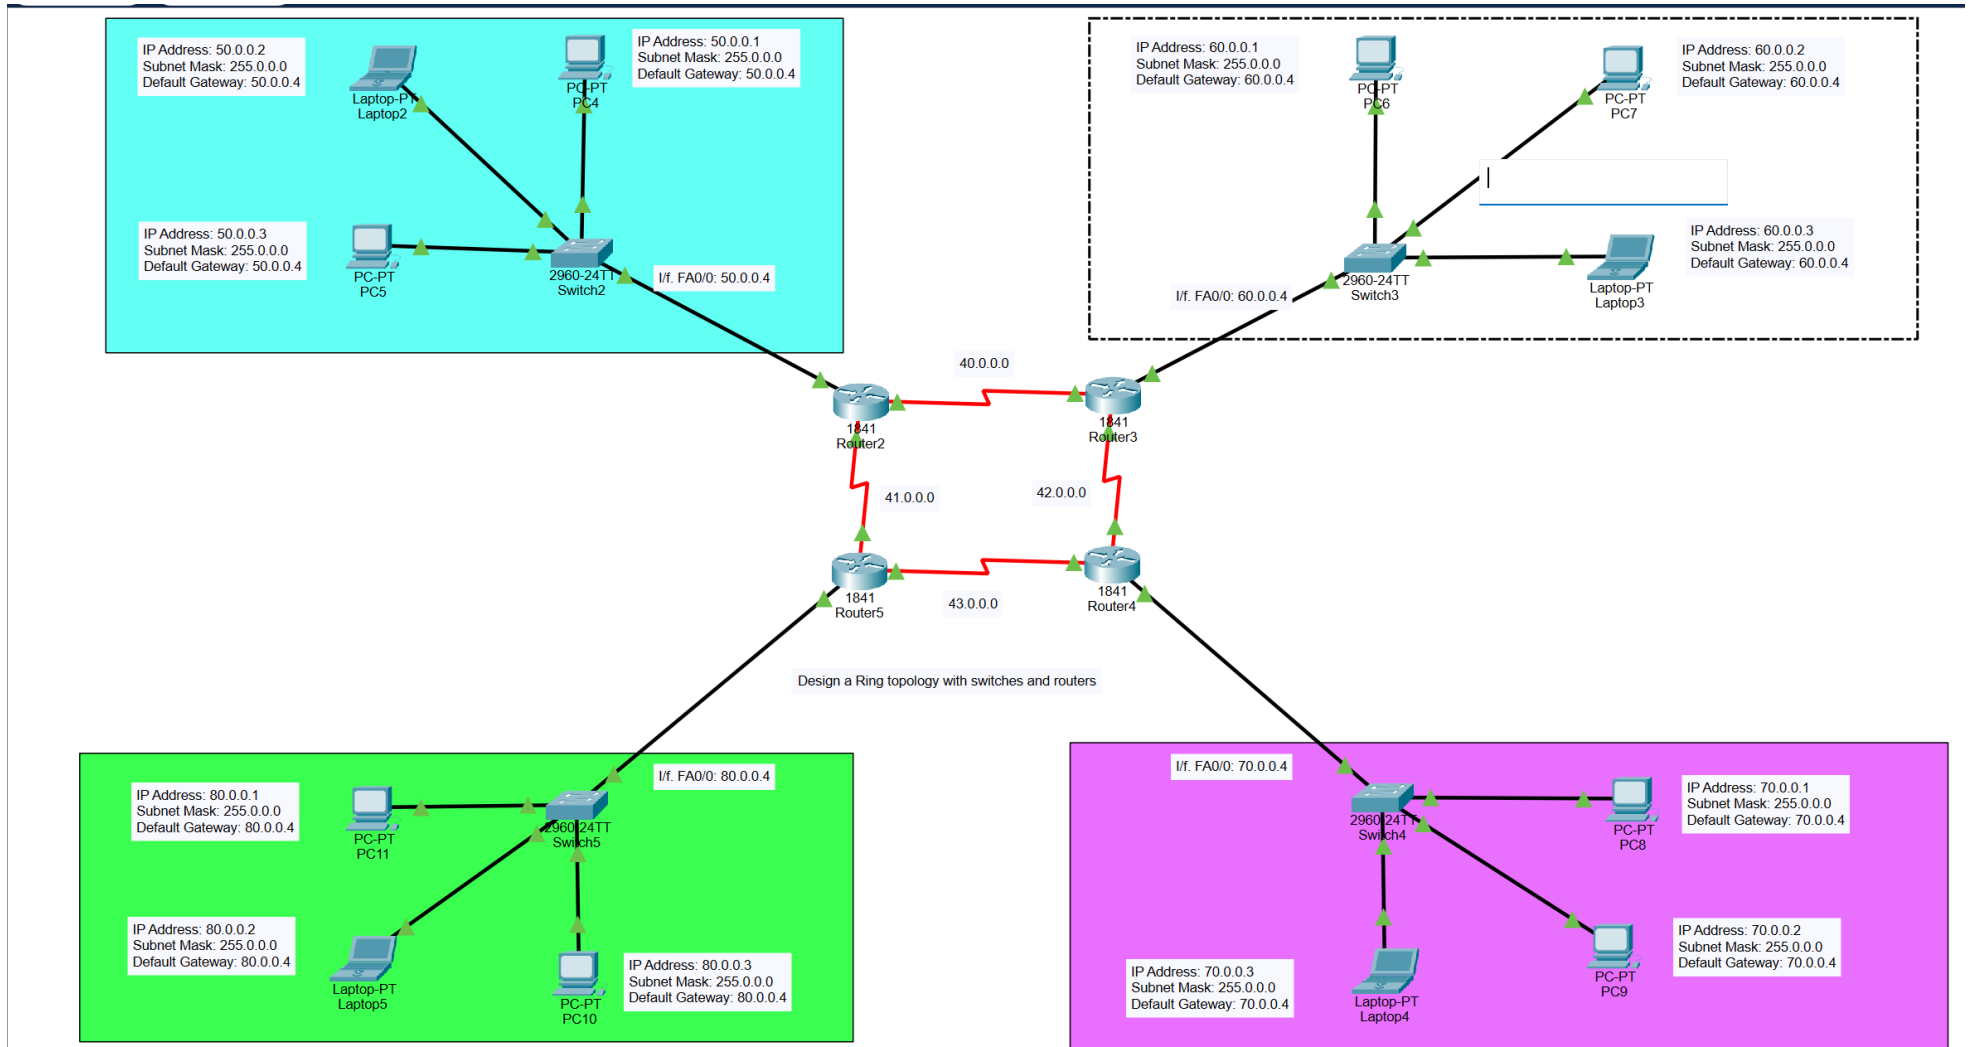 IP Address: 50.0.0.2
Subnet Mask: 255.0.0.0
Default Gateway: 50.0.0.4
Laptop-PT
Laptop2
IP Address: 50.0.0.1
Subnet Mask: 255.0.0.0
Default Gateway: 50.0.0.4
PC-PT
PC4
IP Address: 50.0.0.3
Subnet Mask: 255.0.0.0
Default Gateway: 50.0.0.4
PC-PT
PC5
2960-24TT
Switch2
I/f. FA0/0: 50.0.0.4
IP Address: 60.0.0.1
Subnet Mask: 255.0.0.0
Default Gateway: 60.0.0.4
PC-PT
PC6
IP Address: 60.0.0.2
Subnet Mask: 255.0.0.0
Default Gateway: 60.0.0.4
PC-PT
PC7
IP Address: 60.0.0.3
Subnet Mask: 255.0.0.0
Default Gateway: 60.0.0.4
Laptop-PT
Laptop3
2960-24TT
Switch3
I/f. FA0/0: 60.0.0.4
40.0.0.0
1841
Router2
1841
Router3
41.0.0.0
42.0.0.0
1841
Router5
1841
Router4
43.0.0.0
Design a Ring topology with switches and routers
I/f. FA0/0: 80.0.0.4
IP Address: 80.0.0.1
Subnet Mask: 255.0.0.0
Default Gateway: 80.0.0.4
PC-PT
PC11
2960-24TT
Switch5
IP Address: 80.0.0.2
Subnet Mask: 255.0.0.0
Default Gateway: 80.0.0.4
Laptop-PT
Laptop5
PC-PT
PC10
IP Address: 80.0.0.3
Subnet Mask: 255.0.0.0
Default Gateway: 80.0.0.4
I/f. FA0/0: 70.0.0.4
2960-24TT
Switch4
IP Address: 70.0.0.1
Subnet Mask: 255.0.0.0
Default Gateway: 70.0.0.4
PC-PT
PC8
IP Address: 70.0.0.2
Subnet Mask: 255.0.0.0
Default Gateway: 70.0.0.4
PC-PT
PC9
IP Address: 70.0.0.3
Subnet Mask: 255.0.0.0
Default Gateway: 70.0.0.4
Laptop-PT
Laptop4